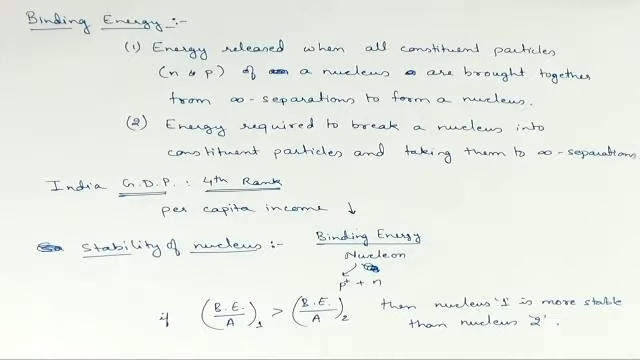 Binding Energy :-
(1) Energy released when all constituent particles
(n & p) of a nucleus are brought together
from ∞-separations to form a nucleus.
(2) Energy required to break a nucleus into
constituent particles and taking them to ∞-separations.
India G.D.P. : 4th Rank
per capita income ↓
Stability of nucleus :- Binding Energy
Nucleon
p⁺ + n
if (B.E./A)₁ > (B.E./A)₂ then nucleus '1' is more stable
than nucleus '2'.